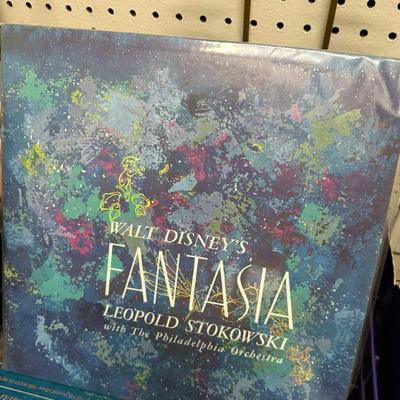 WALT DISNEY'S
FANTASIA
LEOPOLD STOKOWSKI
with The Philadelphia Orchestra